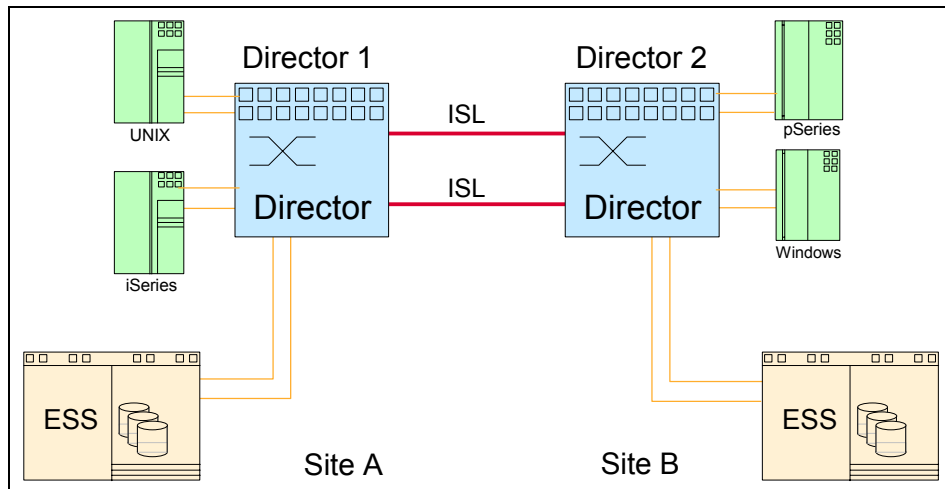 Director 1
Director 2
UNIX
ISL
pSeries
Director
ISL
Director
iSeries
Windows
ESS
ESS
Site A
Site B